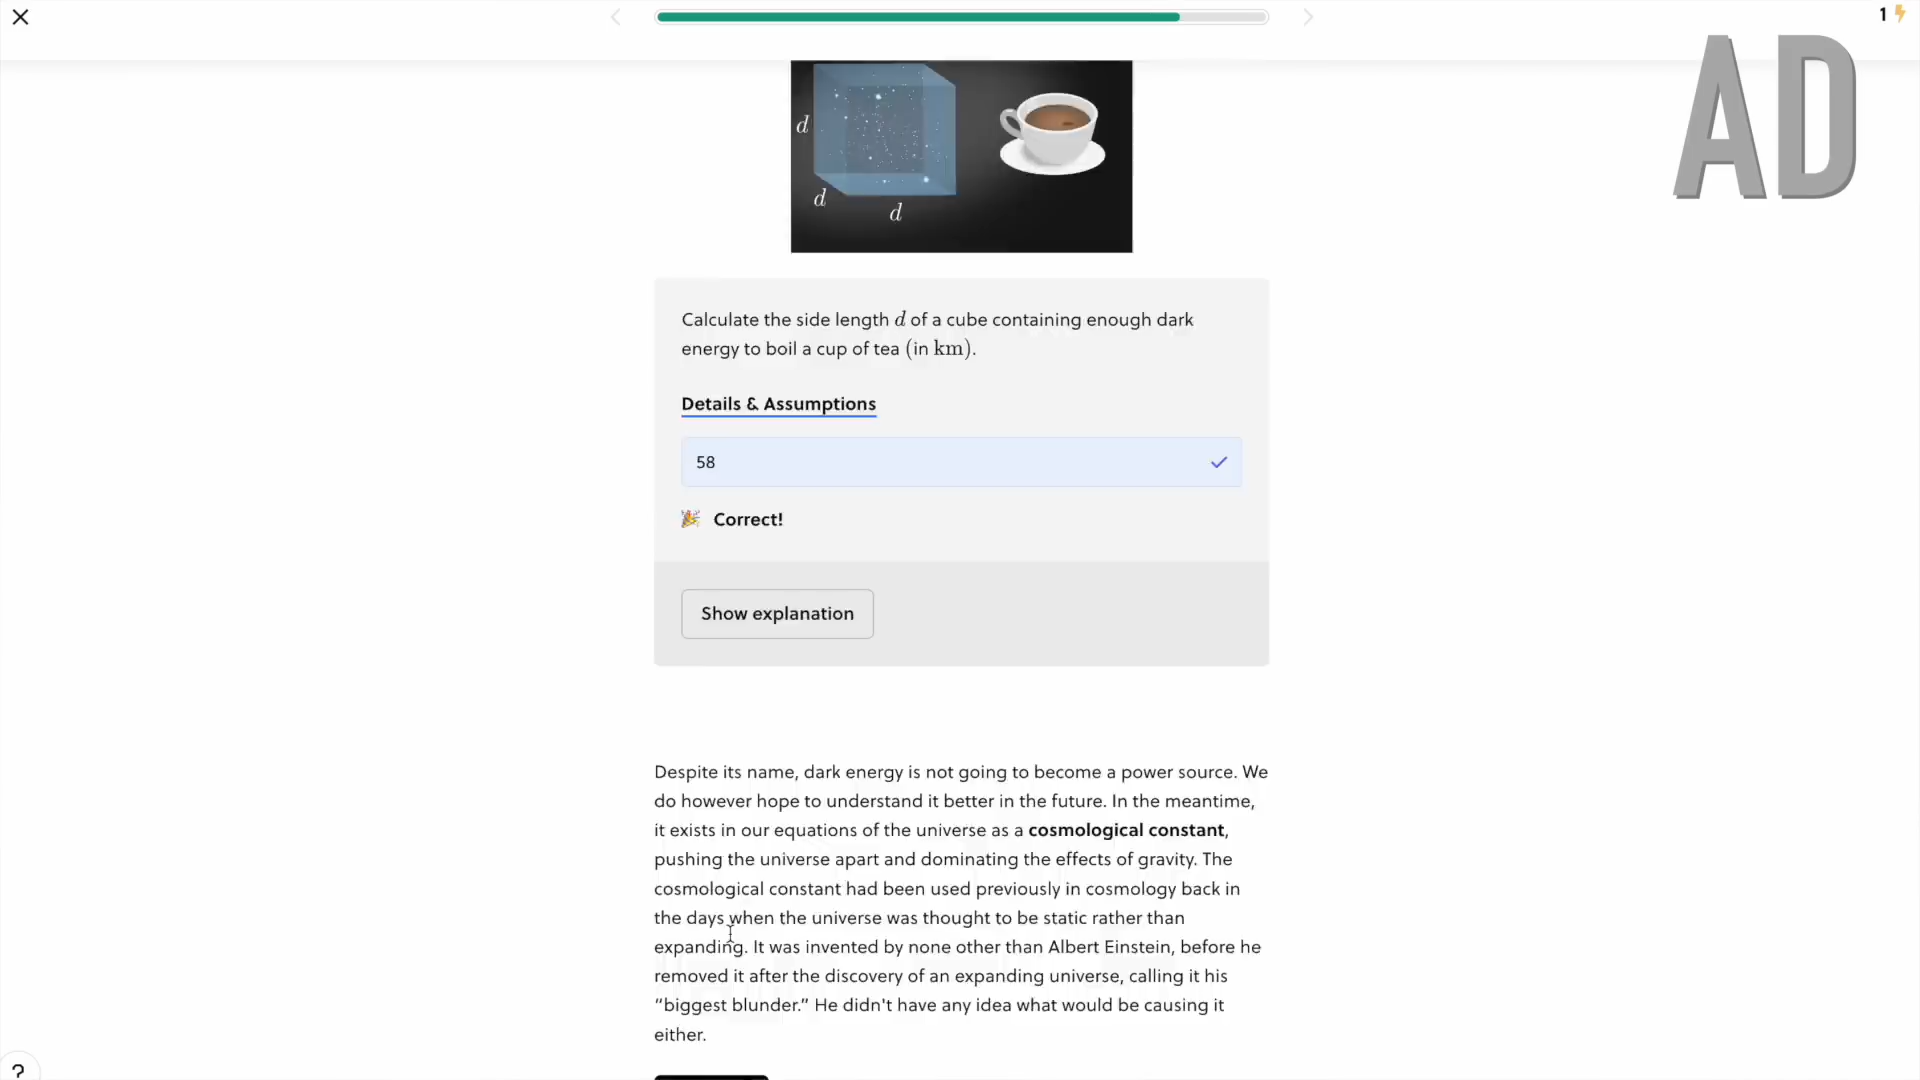 1
AD
d
d
d
Calculate the side length d of a cube containing enough dark
energy to boil a cup of tea (in km).
Details & Assumptions
58
Correct!
Show explanation
Despite its name, dark energy is not going to become a power source. We
do however hope to understand it better in the future. In the meantime,
it exists in our equations of the universe as a cosmological constant,
pushing the universe apart and dominating the effects of gravity. The
cosmological constant had been used previously in cosmology back in
the days when the universe was thought to be static rather than
expanding. It was invented by none other than Albert Einstein, before he
removed it after the discovery of an expanding universe, calling it his
“biggest blunder.” He didn't have any idea what would be causing it
either.
?